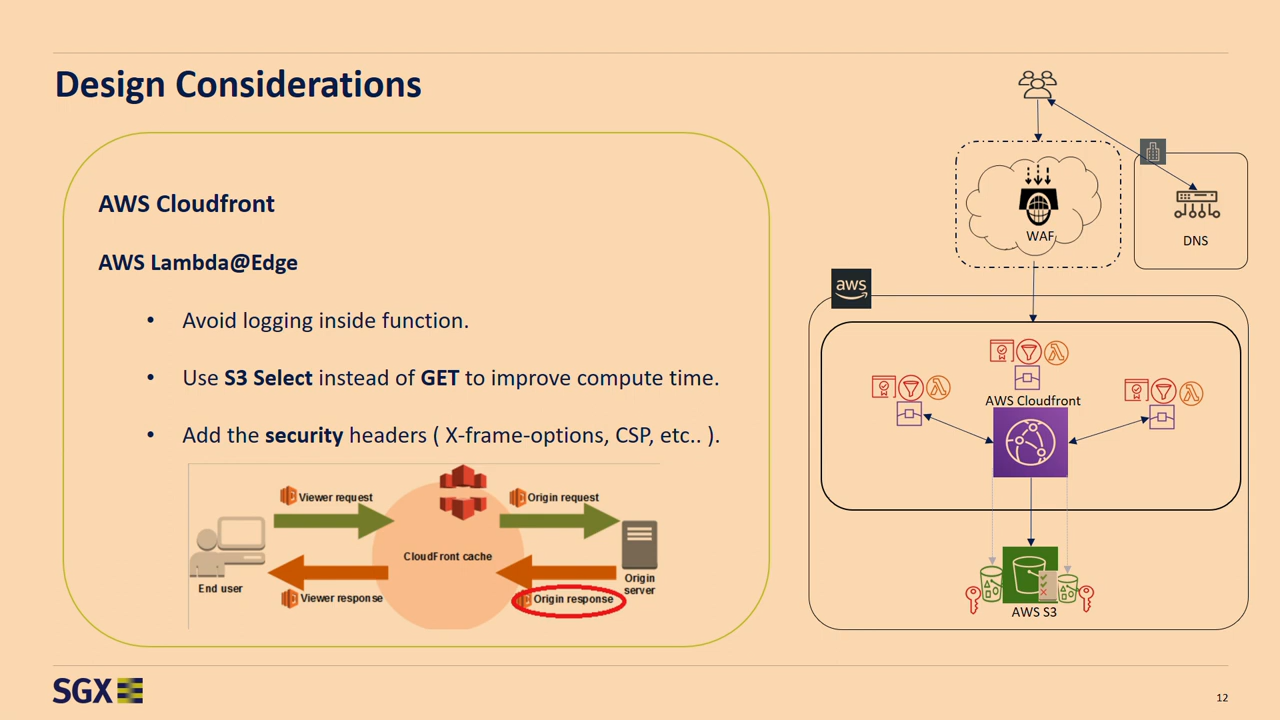 Design Considerations
AWS Cloudfront
AWS Lambda@Edge
• Avoid logging inside function.
• Use S3 Select instead of GET to improve compute time.
• Add the security headers ( X-frame-options, CSP, etc.. ).
Viewer request
Origin request
CloudFront cache
End user
Origin
server
Viewer response
Origin response
WAF
DNS
aws
AWS Cloudfront
AWS S3
SGX
12